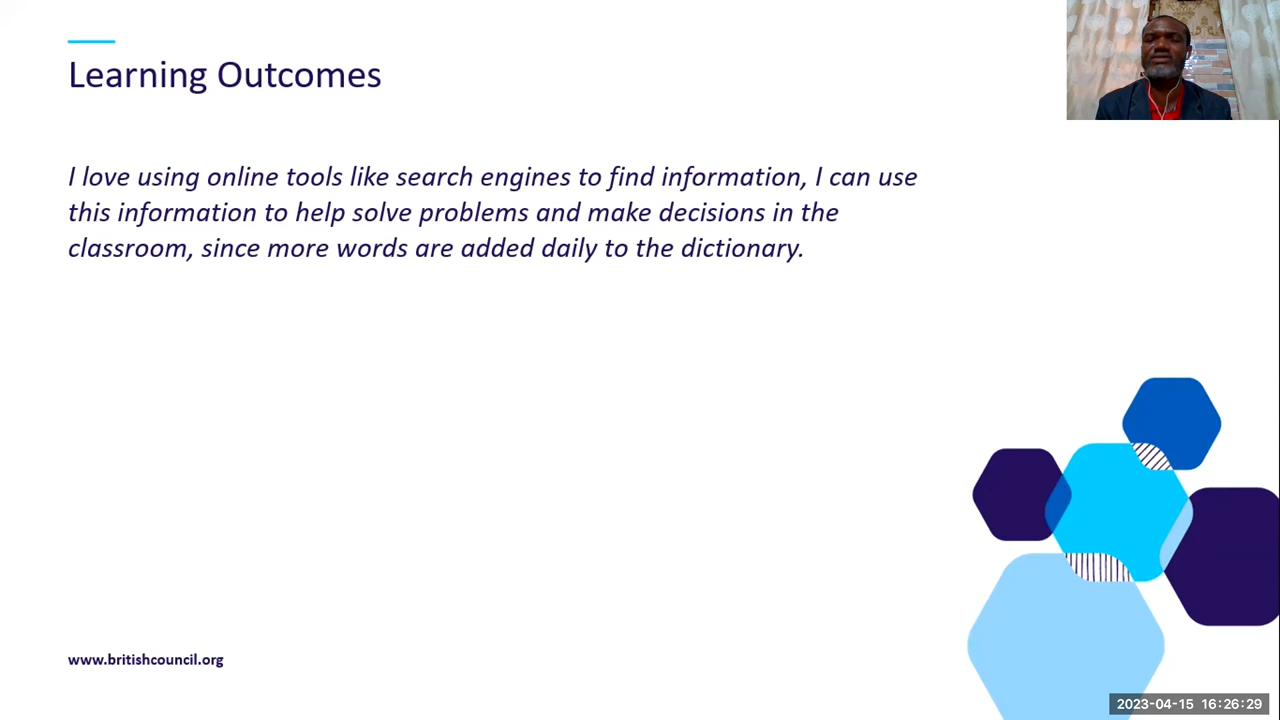 Learning Outcomes
I love using online tools like search engines to find information, I can use
this information to help solve problems and make decisions in the
classroom, since more words are added daily to the dictionary.
www.britishcouncil.org
2023-04-15 16:26:29